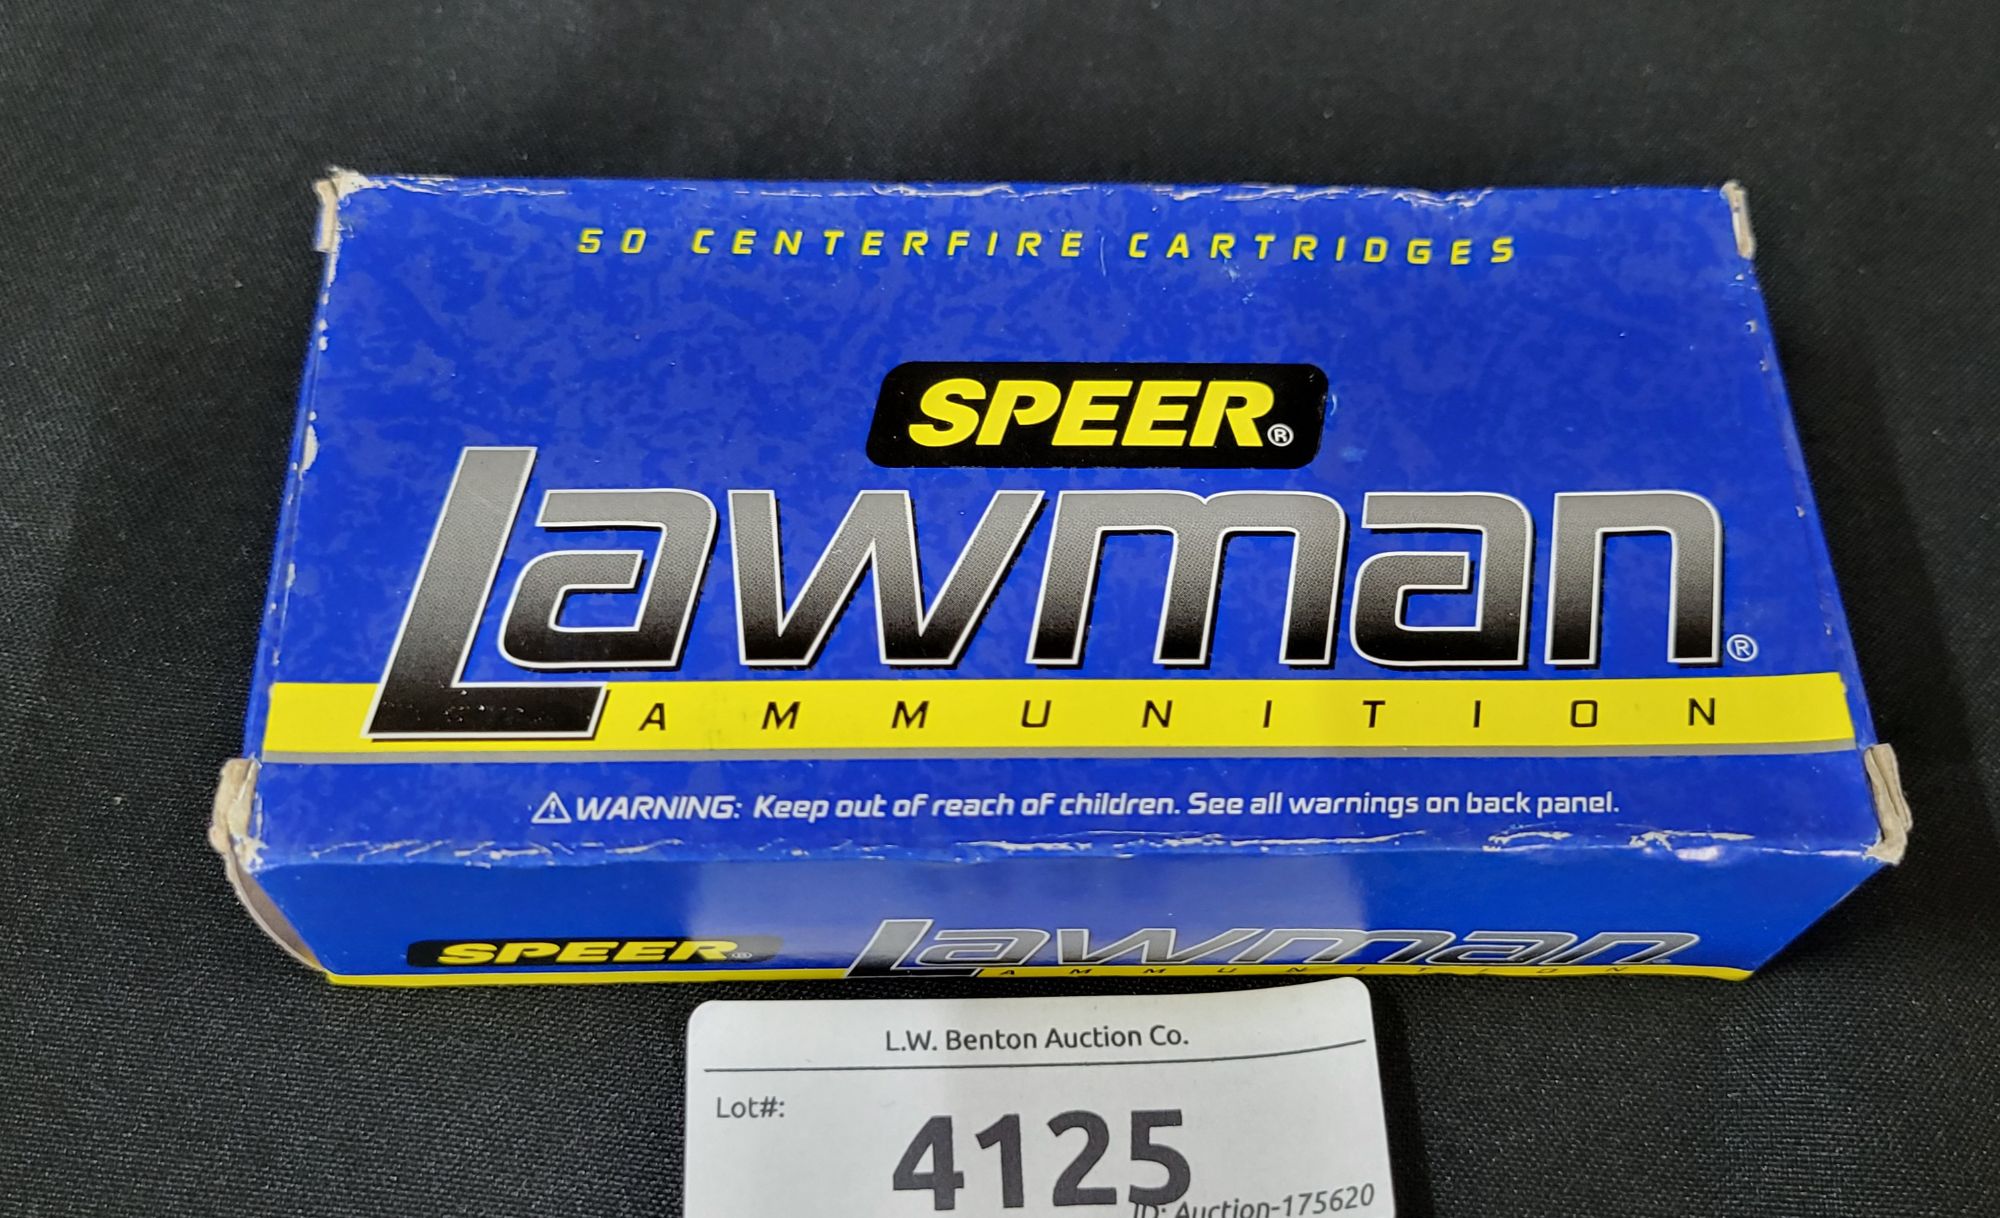 50 CENTERFIRE CARTRIDGES
SPEER®
Lawman®
AMMUNITION
⚠WARNING: Keep out of reach of children. See all warnings on back panel.
SPEER® Lawman
AMMUNITION
L.W. Benton Auction Co.
Lot#:
4125
ID: Auction-175620